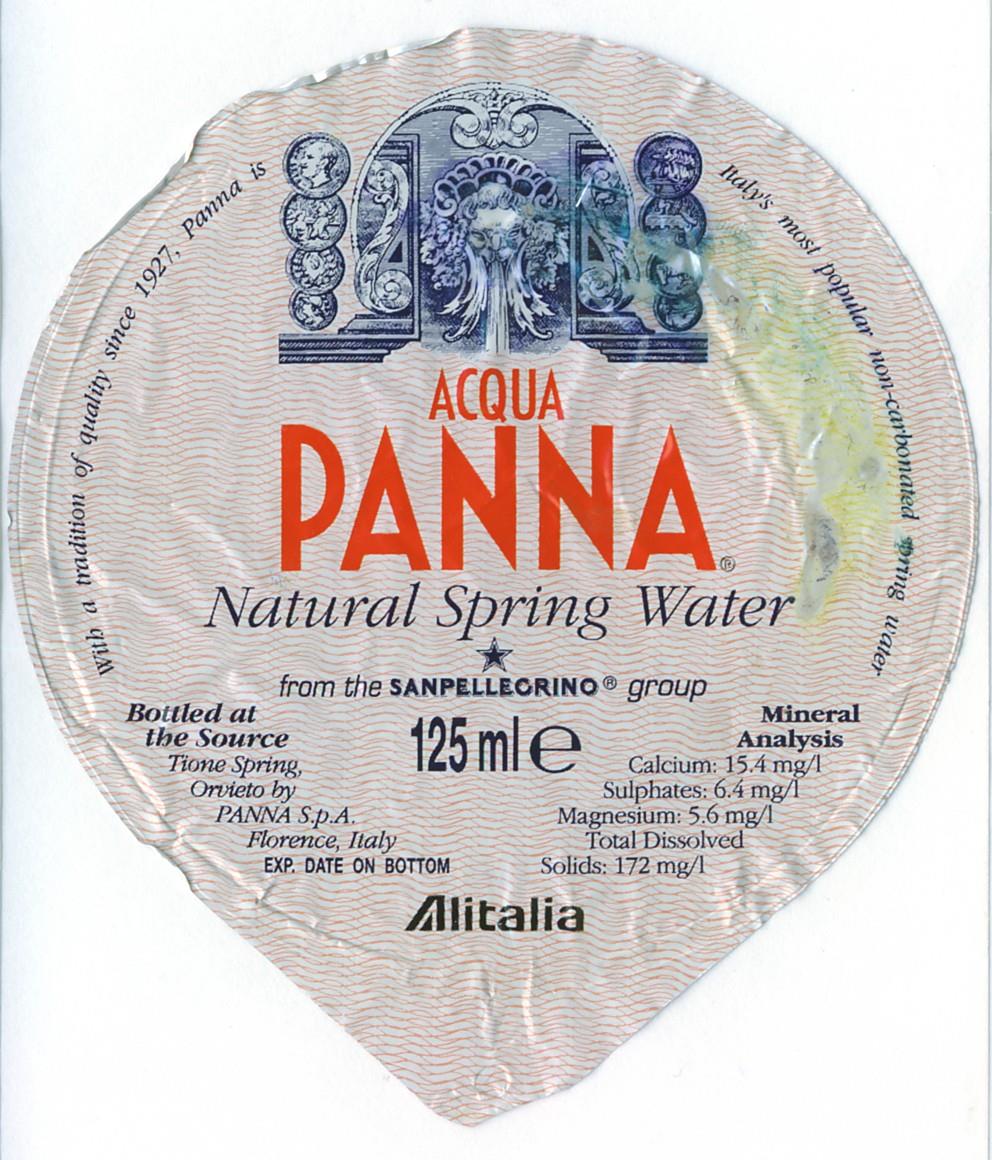 With a tradition of quality since 1927, Panna is
Italy's most popular non-carbonated spring water
ACQUA
PANNA®
Natural Spring Water
from the SANPELLEGRINO® group
Bottled at
the Source
Tione Spring,
Orvieto by
PANNA S.p.A.
Florence, Italy
EXP. DATE ON BOTTOM
125 ml e
Mineral
Analysis
Calcium: 15.4 mg/l
Sulphates: 6.4 mg/l
Magnesium: 5.6 mg/l
Total Dissolved
Solids: 172 mg/l
Alitalia